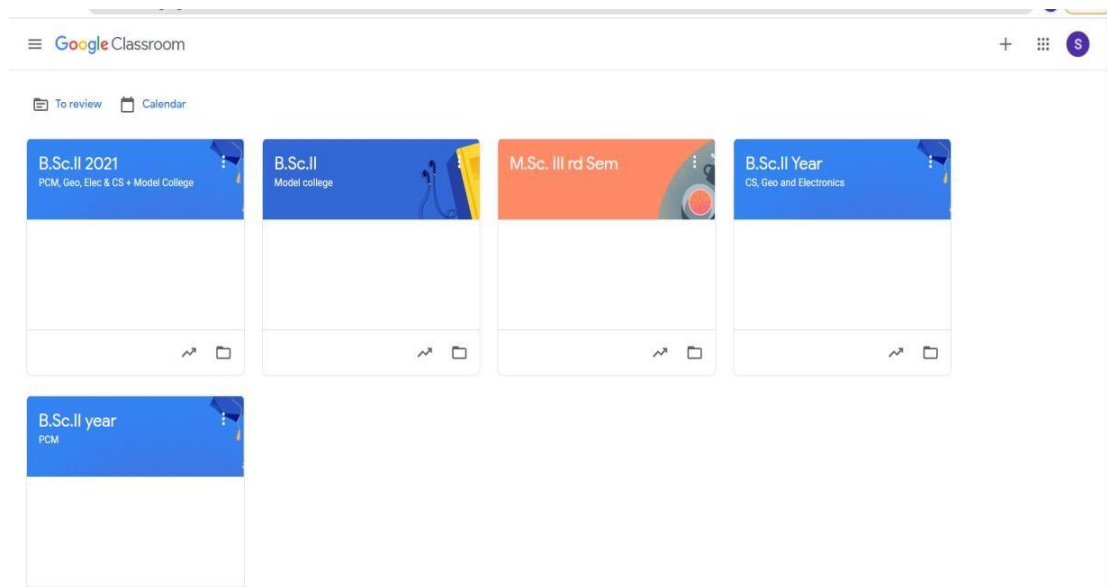 Google Classroom
S
To review Calendar
B.Sc.II 2021
PCM, Geo, Elec & CS + Model College
B.Sc.II
Model college
M.Sc. III rd Sem
B.Sc.II Year
CS, Geo and Electronics
B.Sc.II year
PCM